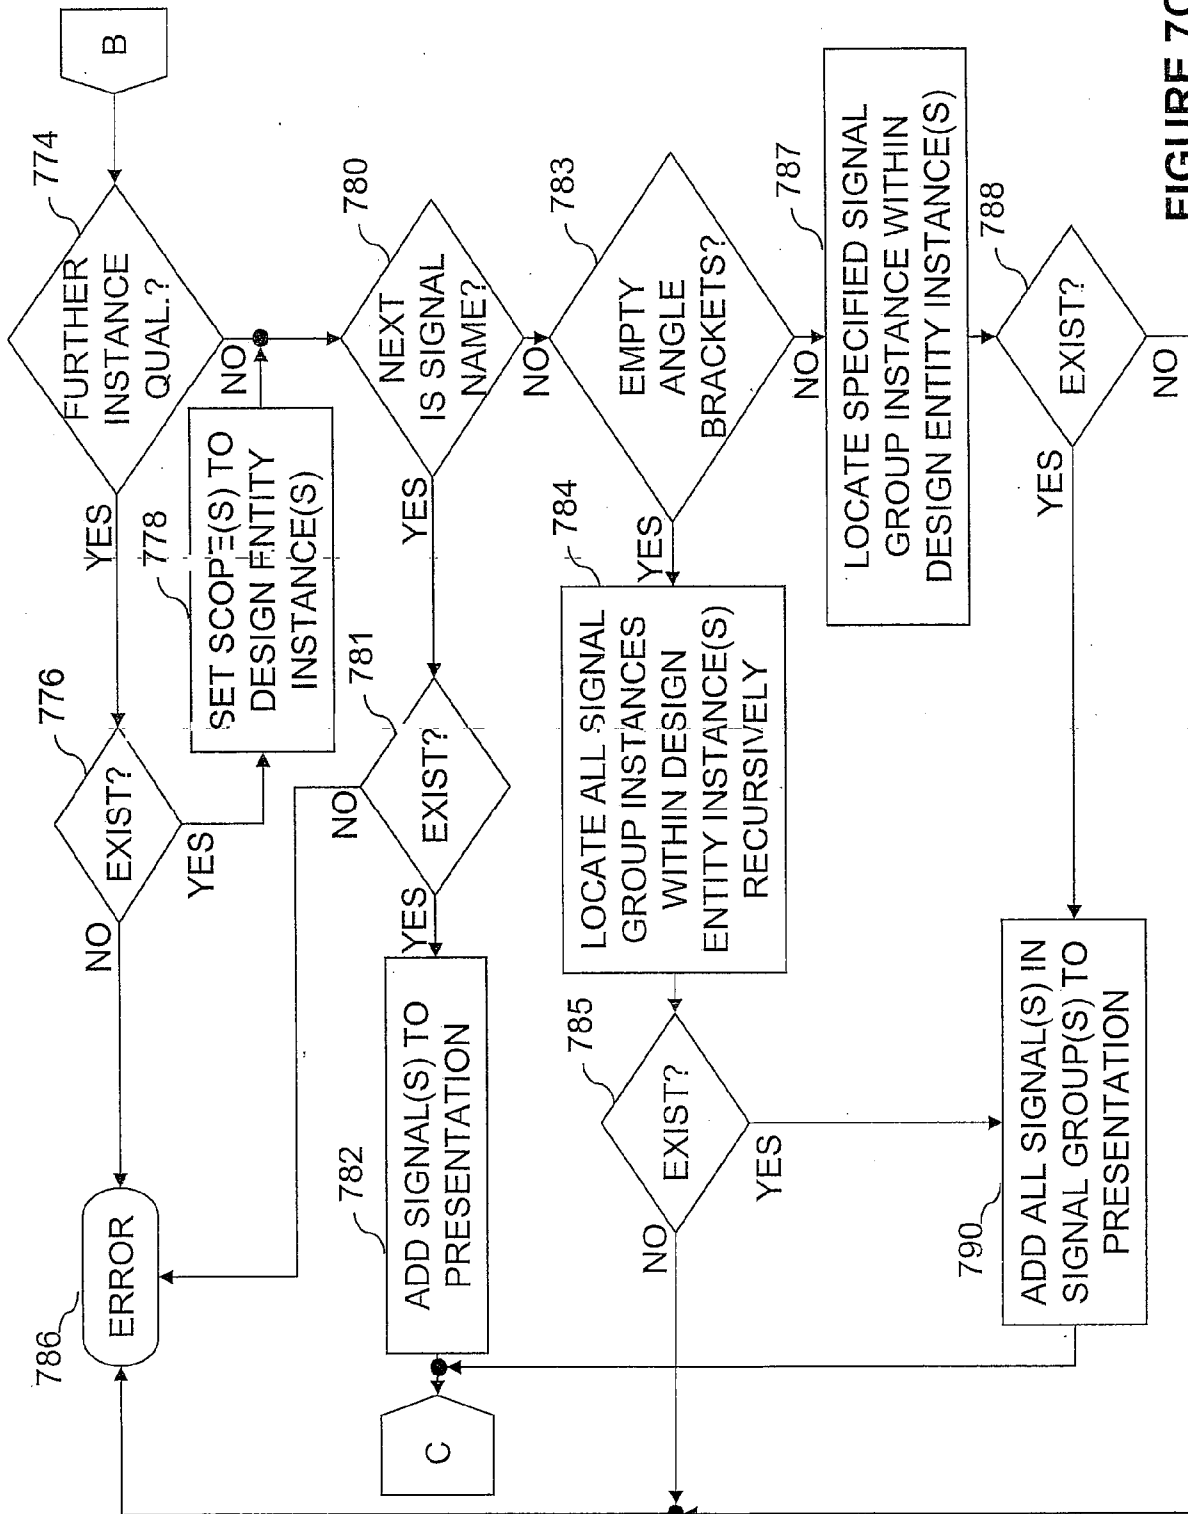 B
774
FURTHER
INSTANCE
QUAL.?
YES
NO
776
EXIST?
NO
YES
778
SET SCOPE(S) TO
DESIGN ENTITY
INSTANCE(S)
786
ERROR
780
NEXT
IS SIGNAL
NAME?
YES
NO
781
EXIST?
NO
YES
782
ADD SIGNAL(S) TO
PRESENTATION
C
783
EMPTY
ANGLE
BRACKETS?
YES
NO
784
LOCATE ALL SIGNAL
GROUP INSTANCES
WITHIN DESIGN
ENTITY INSTANCE(S)
RECURSIVELY
785
EXIST?
NO
YES
787
LOCATE SPECIFIED SIGNAL
GROUP INSTANCE WITHIN
DESIGN ENTITY INSTANCE(S)
788
EXIST?
YES
NO
790
ADD ALL SIGNAL(S) IN
SIGNAL GROUP(S) TO
PRESENTATION
FIGURE 7C